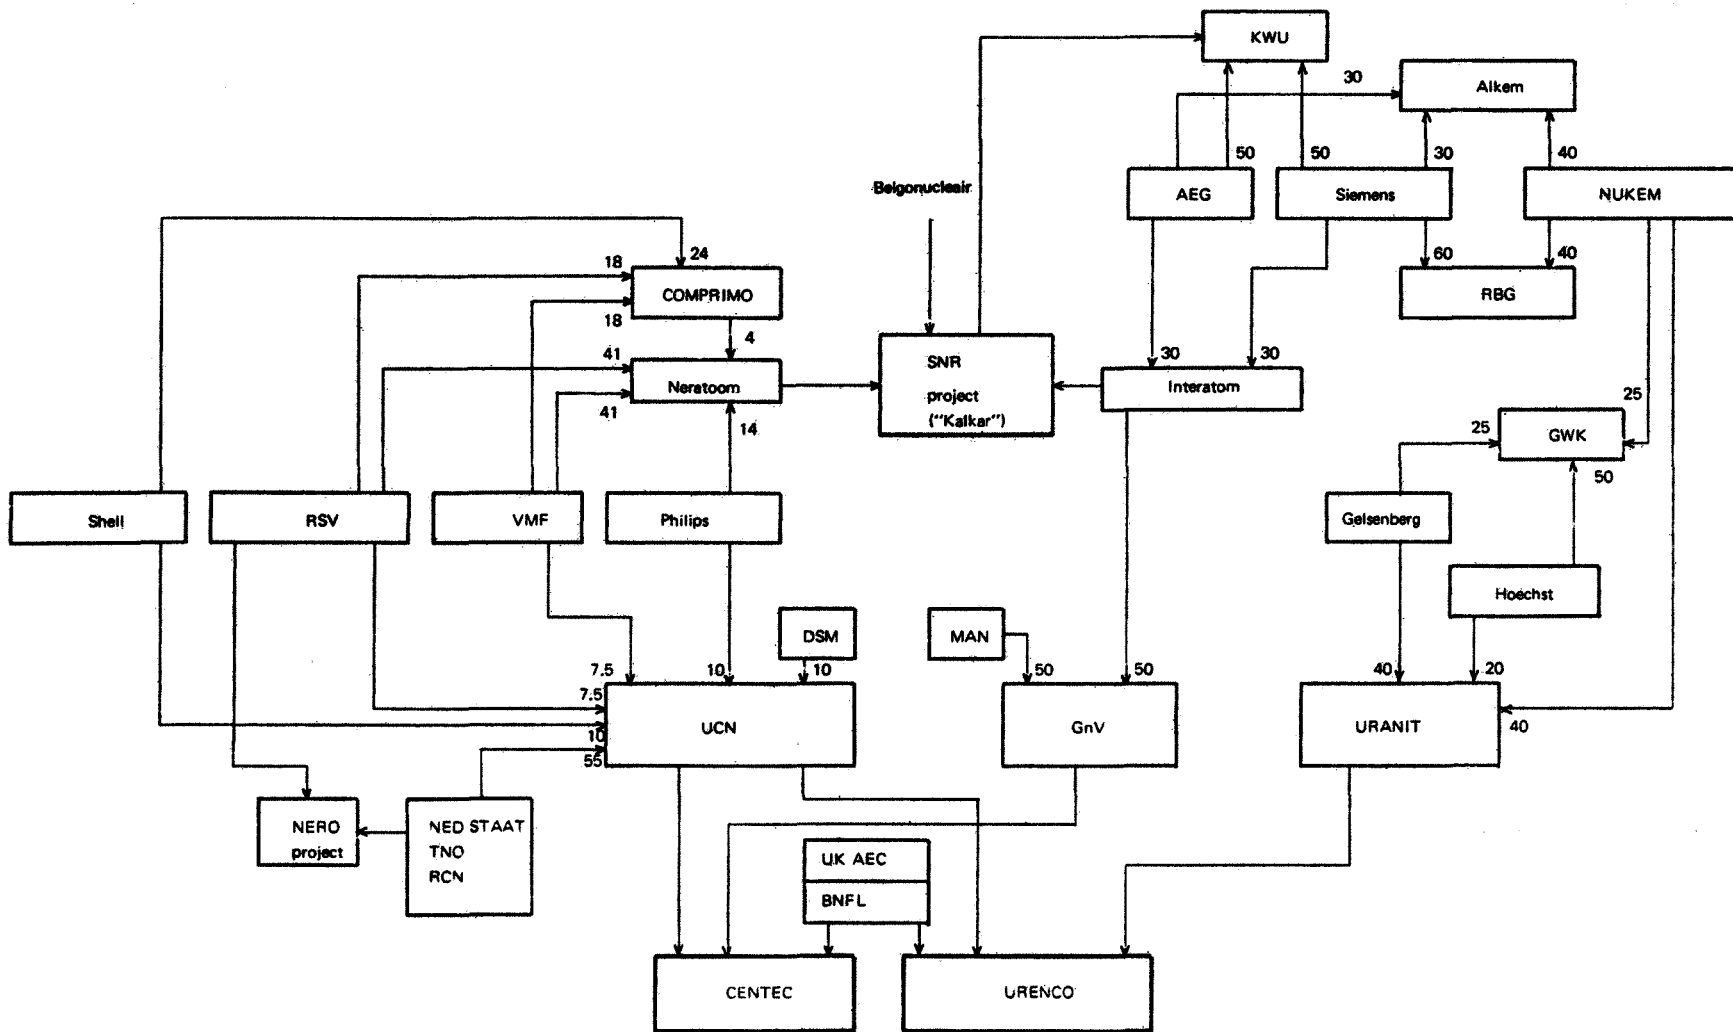 KWU
30
Alkem
50
50
30
40
Belgonucleair
AEG
Siemens
NUKEM
24
18
60
40
COMPRIMO
RBG
18
4
41
30
30
SNR
Neratoom
Interatom
project
41
("Kalkar")
14
25
25
GWK
50
Shell
RSV
VMF
Philips
Gelsenberg
Hoechst
DSM
MAN
7.5
10
10
50
50
40
20
7.5
UCN
GnV
URANIT
40
10
55
NERO
project
NED STAAT
TNO
RCN
UK AEC
BNFL
CENTEC
URENCO